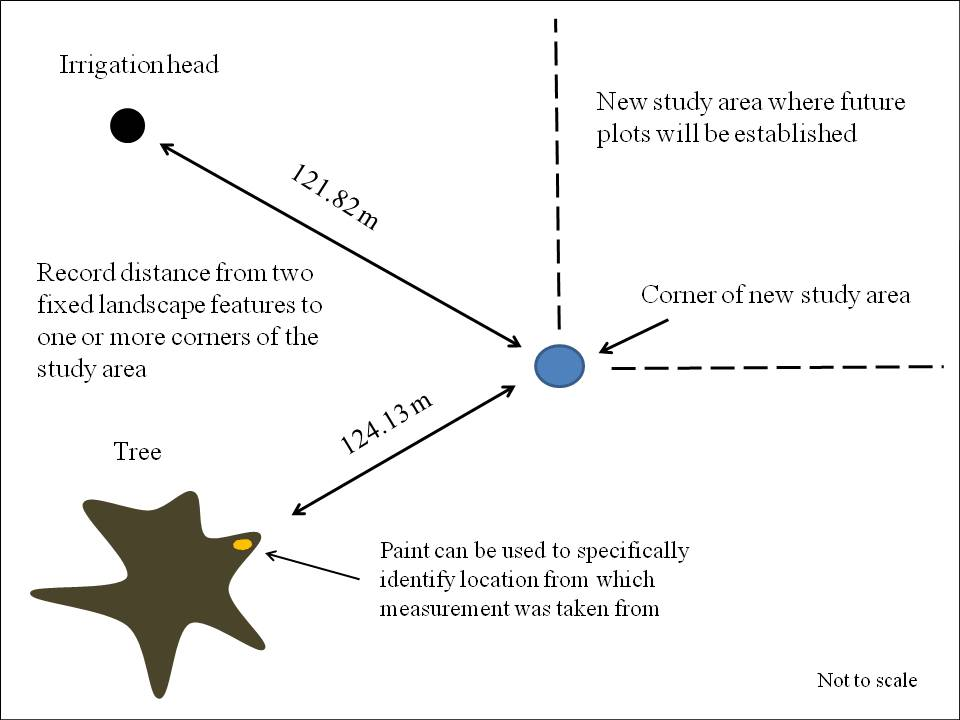 Irrigation head
New study area where future
plots will be established
121.82 m
Record distance from two
fixed landscape features to
one or more corners of the
study area
Corner of new study area
124.13 m
Tree
Paint can be used to specifically
identify location from which
measurement was taken from
Not to scale